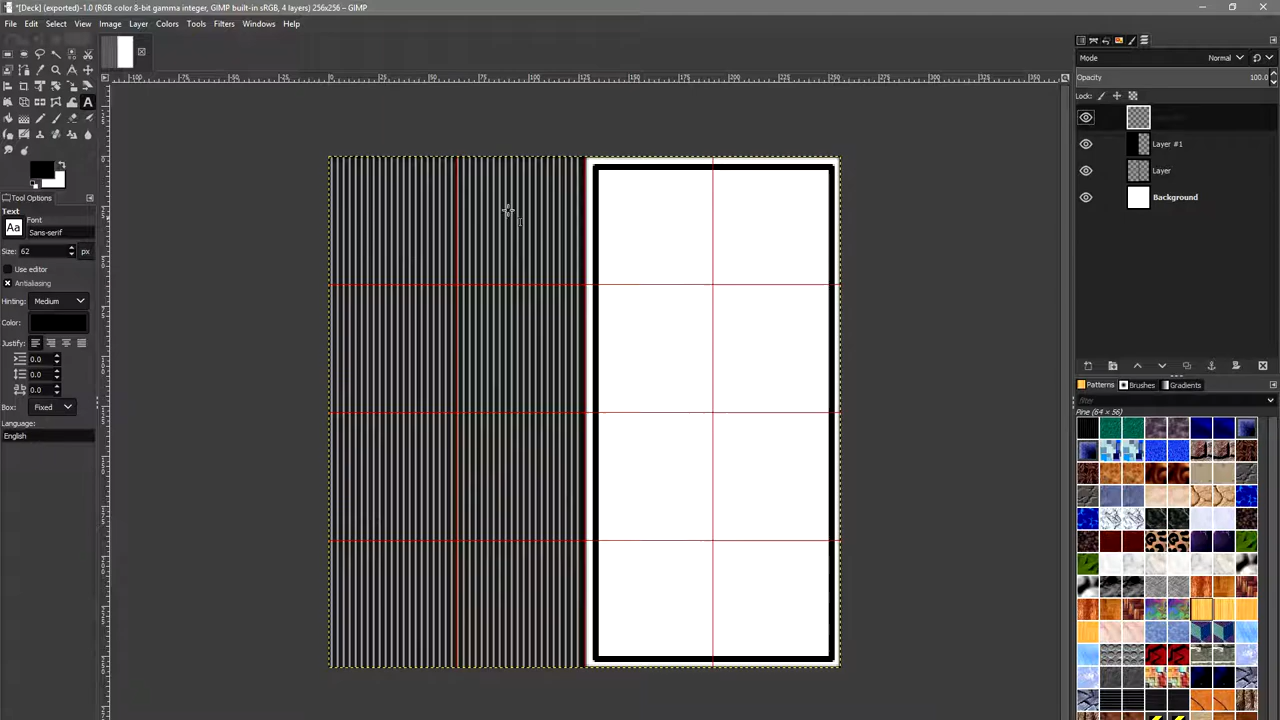 *[Deck] (exported)-1.0 (RGB color 8-bit gamma integer, GIMP built-in sRGB, 4 layers) 256x256 – GIMP
File Edit Select View Image Layer Colors Tools Filters Windows Help
Tool Options
Text
Font
Aa
Sans-serif
Size: 62 px
Use editor
Antialiasing
Hinting: Medium
Color:
Justify:
0.0
0.0
0.0
Box: Fixed
Language:
English
Mode Normal
Opacity 100.0
Lock:
Layer #1
Layer
Background
Patterns Brushes Gradients
filter
Pine (64 × 56)